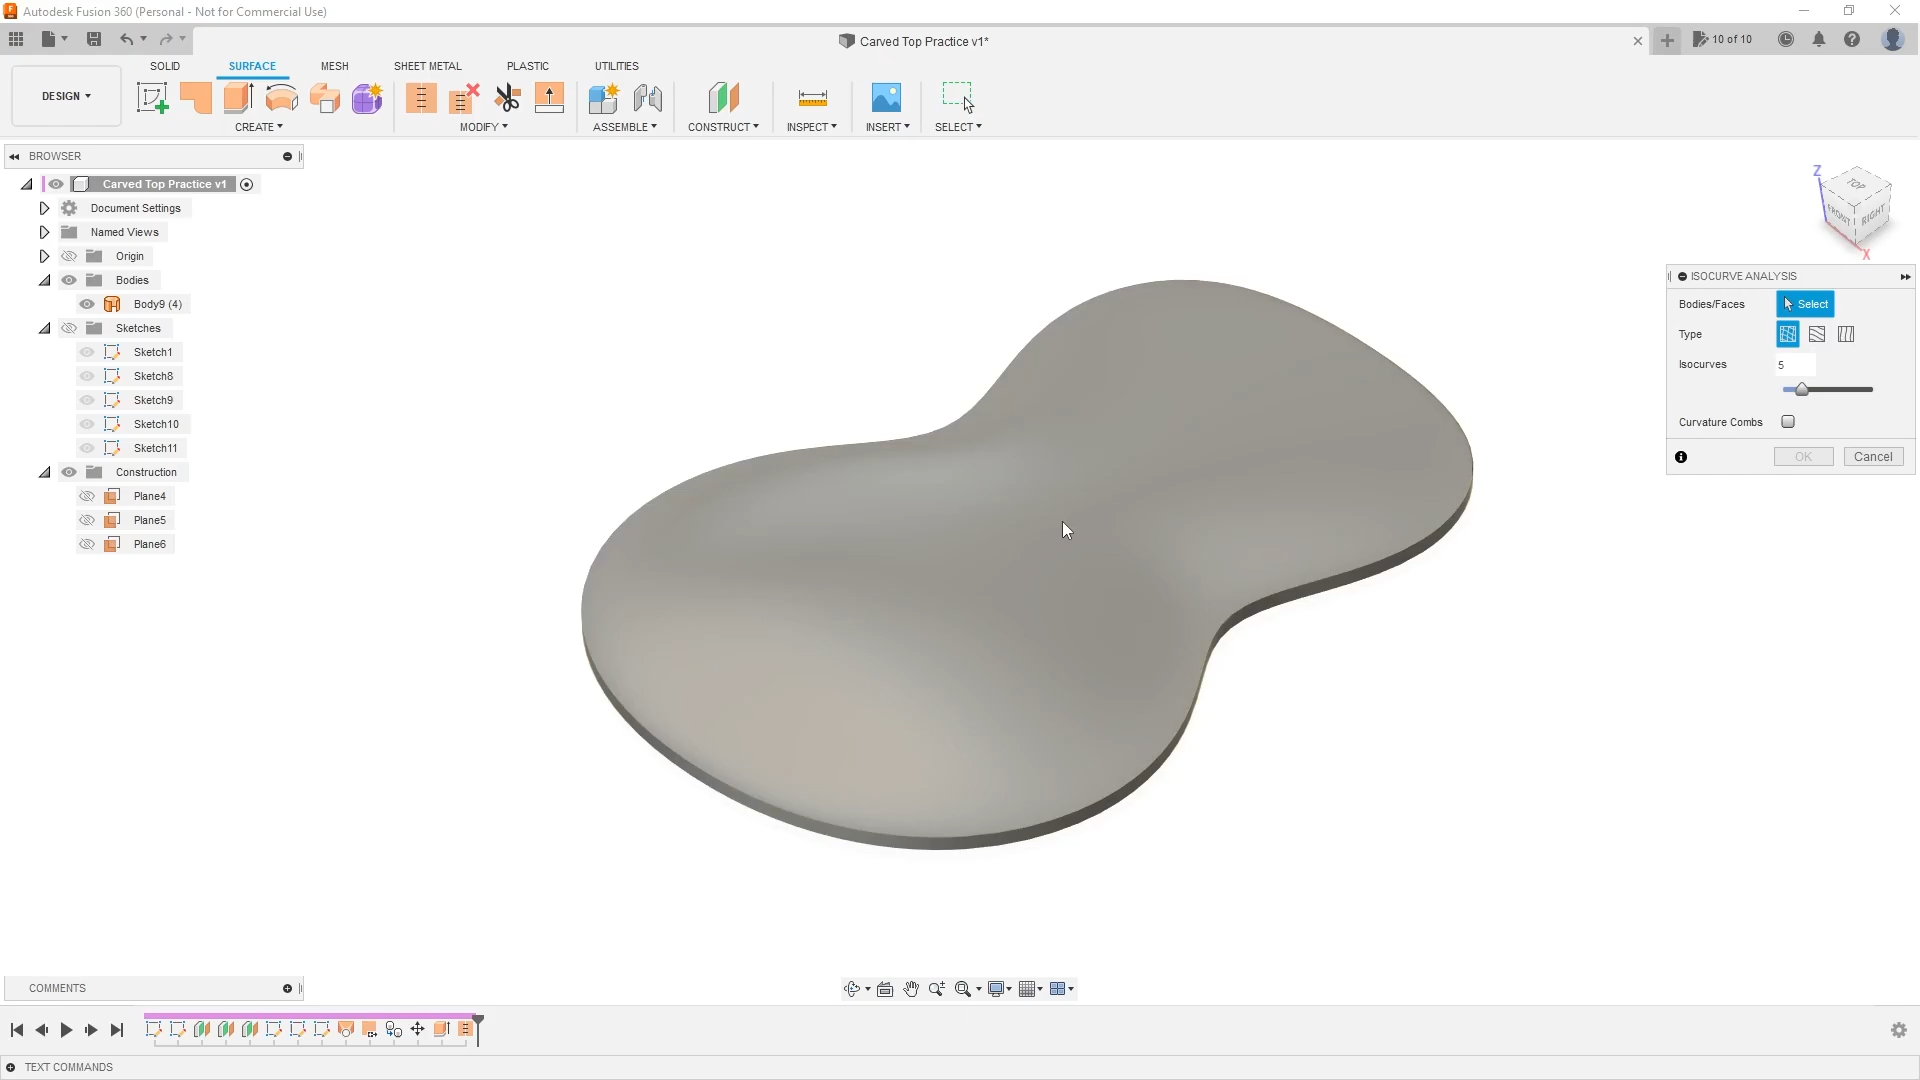 Autodesk Fusion 360 (Personal - Not for Commercial Use)
Carved Top Practice v1*
10 of 10
SOLID
SURFACE
MESH
SHEET METAL
PLASTIC
UTILITIES
DESIGN
CREATE
MODIFY
ASSEMBLE
CONSTRUCT
INSPECT
INSERT
SELECT
BROWSER
Carved Top Practice v1
Document Settings
Named Views
Origin
Bodies
Body9 (4)
Sketches
Sketch1
Sketch8
Sketch9
Sketch10
Sketch11
Construction
Plane4
Plane5
Plane6
Z
TOP
FRONT
RIGHT
X
ISOCURVE ANALYSIS
Bodies/Faces
Select
Type
Isocurves
5
Curvature Combs
OK
Cancel
COMMENTS
TEXT COMMANDS